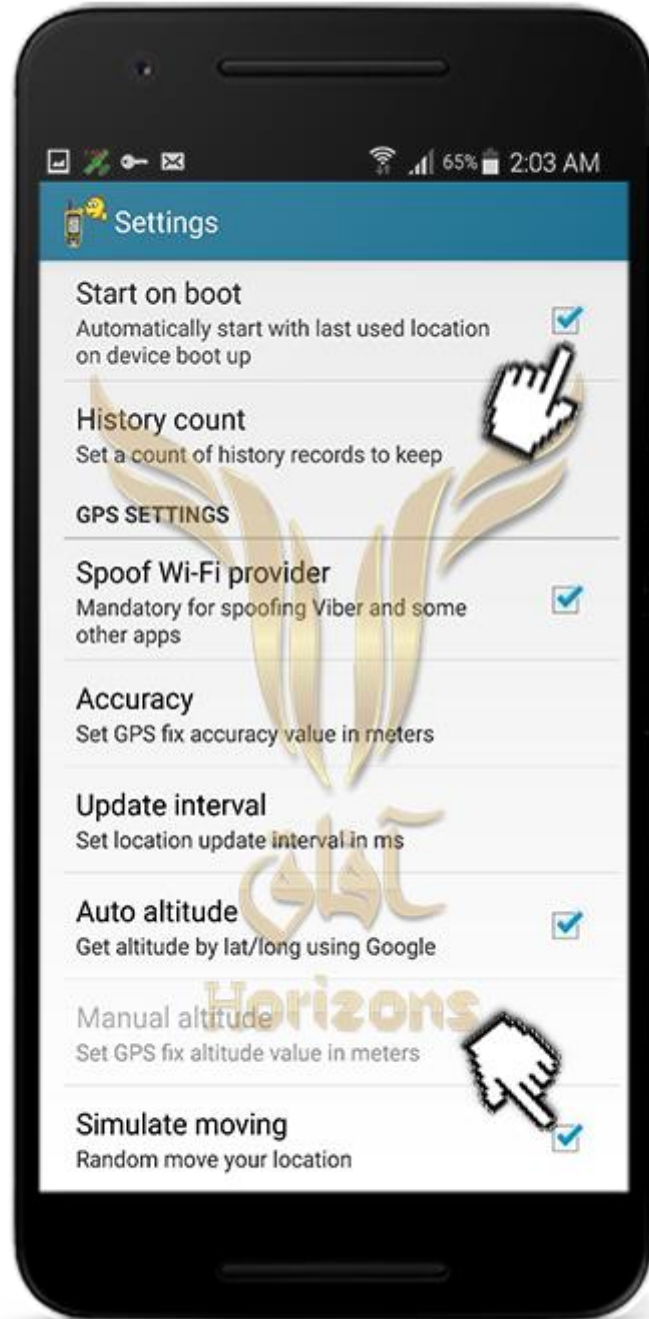 65% 2:03 AM
Settings
Start on boot
Automatically start with last used location
on device boot up
History count
Set a count of history records to keep
GPS SETTINGS
Spoof Wi-Fi provider
Mandatory for spoofing Viber and some
other apps
Accuracy
Set GPS fix accuracy value in meters
Update interval
Set location update interval in ms
Auto altitude
Get altitude by lat/long using Google
آفاق
Horizons
Manual altitude
Set GPS fix altitude value in meters
Simulate moving
Random move your location